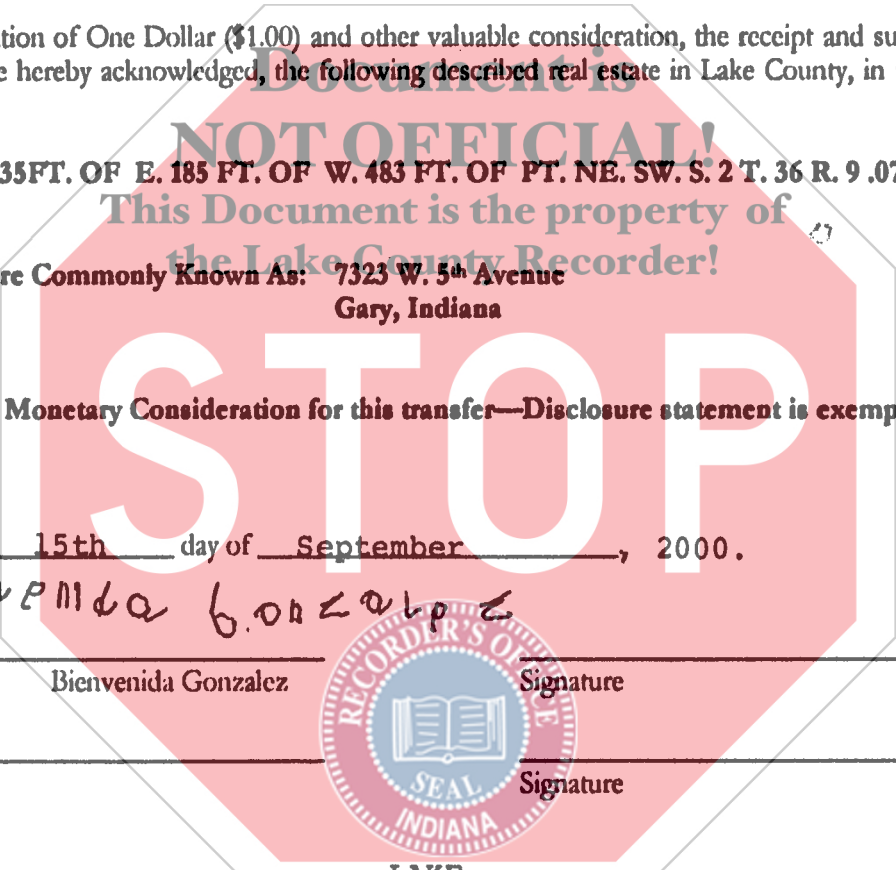 tion of One Dollar ($1.00) and other valuable consideration, the receipt and su
Document is
e hereby acknowledged, the following described real estate in Lake County, in
NOT OFFICIAL!
35FT. OF E. 185 FT. OF W. 483 FT. OF PT. NE. SW. S. 2 T. 36 R. 9 .07
This Document is the property of
the Lake County Recorder!
re Commonly Known As: 7323 W. 5th Avenue
Gary, Indiana
STOP
Monetary Consideration for this transfer—Disclosure statement is exemp
15th day of September, 2000.
Bienvenida Gonzalez Signature
Signature
RECORDER'S OFFICE
SEAL
INDIANA